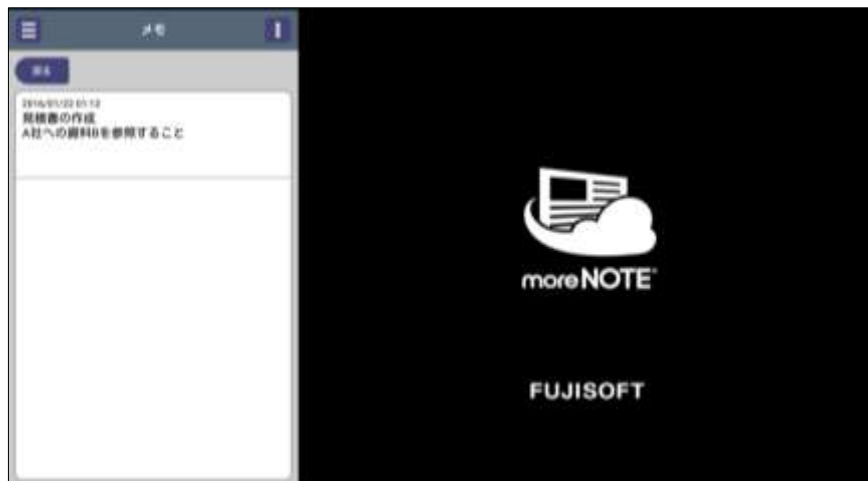 メモ
戻る
2016/01/22 01:12
見積書の作成
A社への資料Bを参照すること
moreNOTE®
FUJISOFT